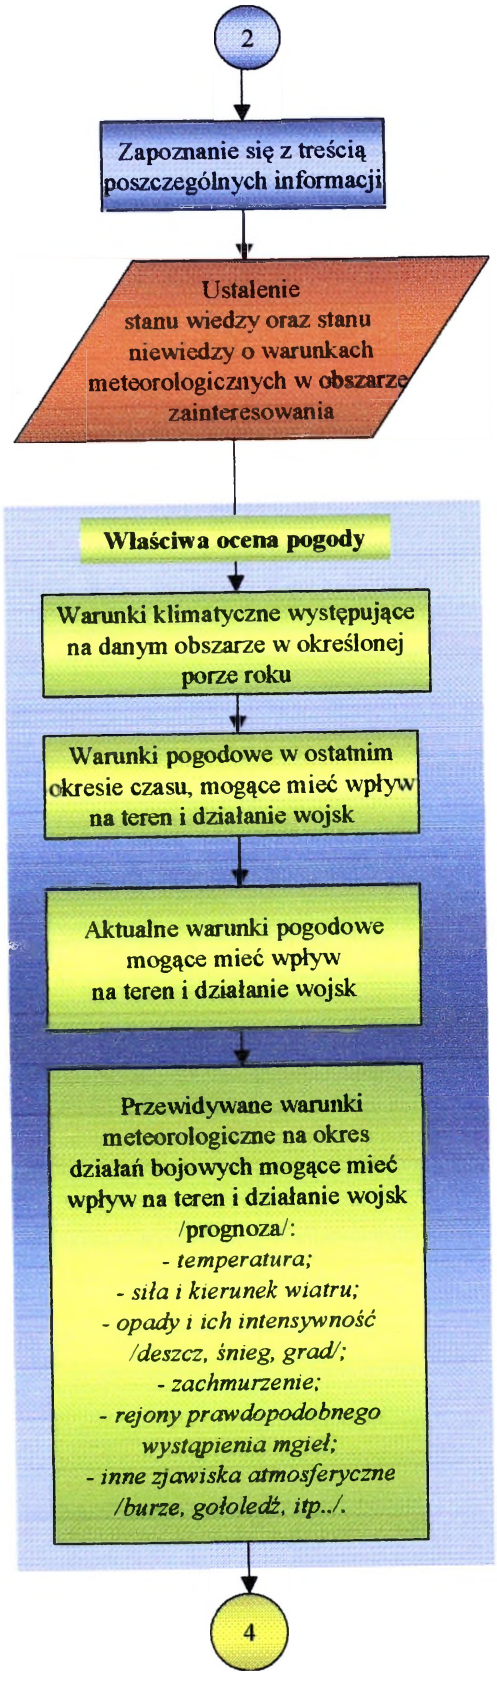 2
Zapoznanie się z treścią
poszczególnych informacji
Ustalenie
stanu wiedzy oraz stanu
niewiedzy o warunkach
meteorologicznych w obszarze
zainteresowania
Właściwa ocena pogody
Warunki klimatyczne występujące
na danym obszarze w określonej
porze roku
Warunki pogodowe w ostatnim
okresie czasu, mogące mieć wpływ
na teren i działanie wojsk
Aktualne warunki pogodowe
mogące mieć wpływ
na teren i działanie wojsk
Przewidywane warunki
meteorologiczne na okres
działań bojowych mogące mieć
wpływ na teren i działanie wojsk
/prognoza/:
- temperatura;
- siła i kierunek wiatru;
- opady i ich intensywność
/deszcz, śnieg, grad/;
- zachmurzenie;
- rejony prawdopodobnego
wystąpienia mgieł;
- inne zjawiska atmosferyczne
/burze, gołoledź, itp../.
4